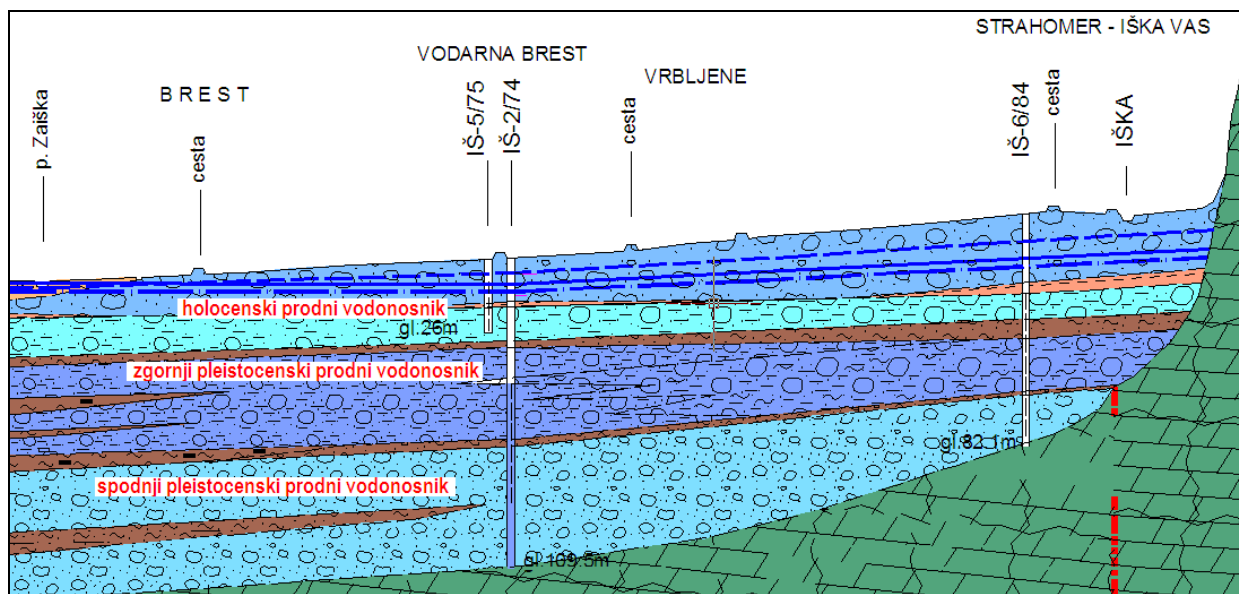 STRAHOMER - IŠKA VAS
VODARNA BREST
VRBLJENE
B R E S T
p. Zaiška
cesta
IŠ-5/75
IŠ-2/74
cesta
IŠ-6/84
cesta
IŠKA
holocenski prodni vodonosnik
gl.26m
zgornji pleistocenski prodni vodonosnik
gl.82.1m
spodnji pleistocenski prodni vodonosnik
gl.109.5m